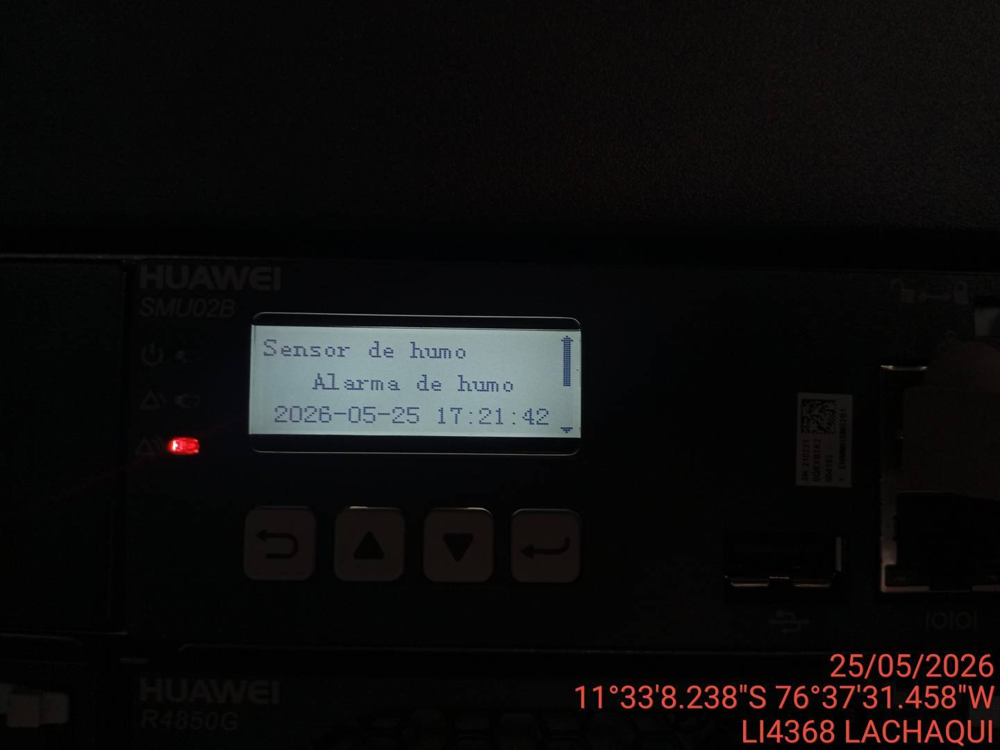 HUAWEI
SMU02B
Sensor de humo
Alarma de humo
2026-05-25 17:21:42
HUAWEI
R4850G
25/05/2026
11°33'8.238"S 76°37'31.458"W
LI4368 LACHAQUI